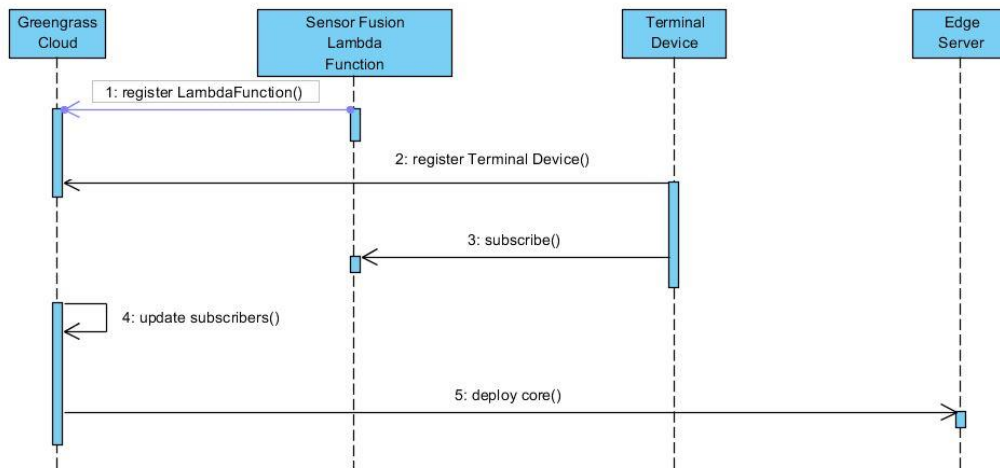 Greengrass
Cloud
Sensor Fusion
Lambda
Function
Terminal
Device
Edge
Server
1: register LambdaFunction()
2: register Terminal Device()
3: subscribe()
4: update subscribers()
5: deploy core()